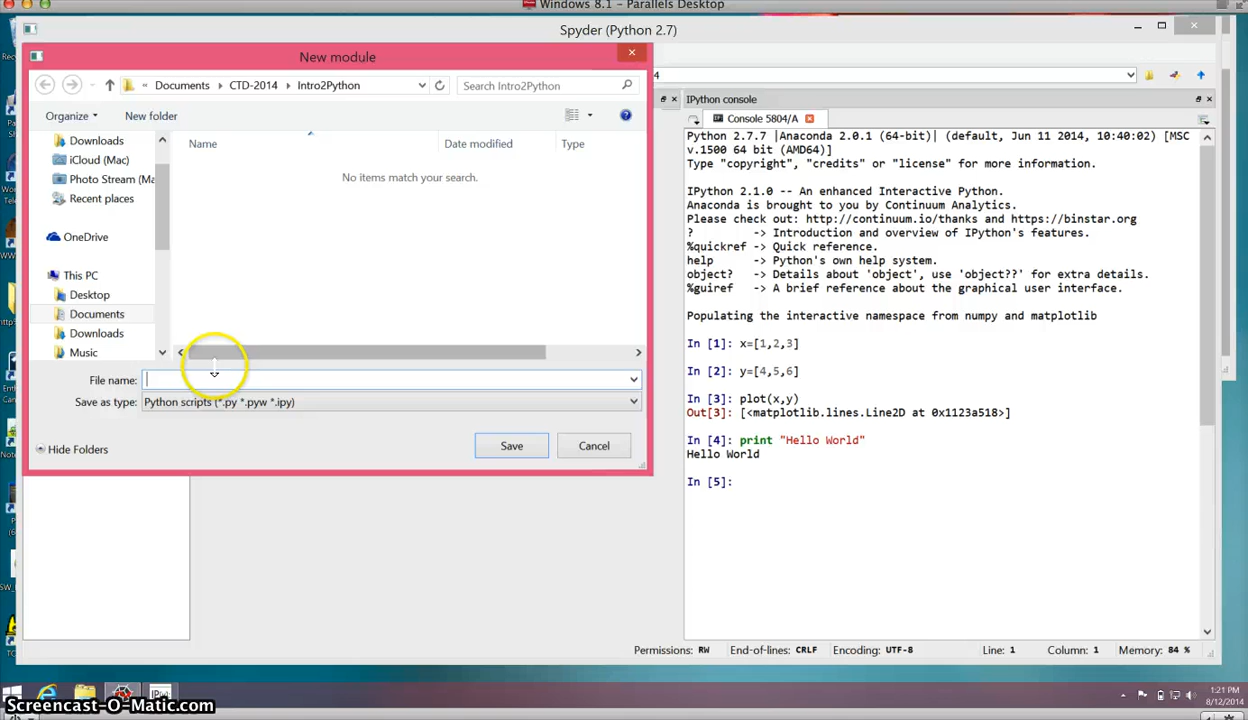 Windows 8.1 - Parallels Desktop
Spyder (Python 2.7)
New module
« Documents › CTD-2014 › Intro2Python
Search Intro2Python
Organize
New folder
Name
Date modified
Type
Downloads
iCloud (Mac)
Photo Stream (Ma
Recent places
OneDrive
This PC
Desktop
Documents
Downloads
Music
No items match your search.
File name:
Save as type: Python scripts (*.py *.pyw *.ipy)
Hide Folders
Save
Cancel
4
IPython console
Console 5804/A
Python 2.7.7 |Anaconda 2.0.1 (64-bit)| (default, Jun 11 2014, 10:40:02) [MSC
v.1500 64 bit (AMD64)]
Type "copyright", "credits" or "license" for more information.
IPython 2.1.0 -- An enhanced Interactive Python.
Anaconda is brought to you by Continuum Analytics.
Please check out: http://continuum.io/thanks and https://binstar.org
? -> Introduction and overview of IPython's features.
%quickref -> Quick reference.
help -> Python's own help system.
object? -> Details about 'object', use 'object??' for extra details.
%guiref -> A brief reference about the graphical user interface.
Populating the interactive namespace from numpy and matplotlib
In [1]: x=[1,2,3]
In [2]: y=[4,5,6]
In [3]: plot(x,y)
Out[3]: [<matplotlib.lines.Line2D at 0x1123a518>]
In [4]: print "Hello World"
Hello World
In [5]:
Permissions: RW End-of-lines: CRLF Encoding: UTF-8 Line: 1 Column: 1 Memory: 84 %
1:21 PM
8/12/2014
Screencast-O-Matic.com